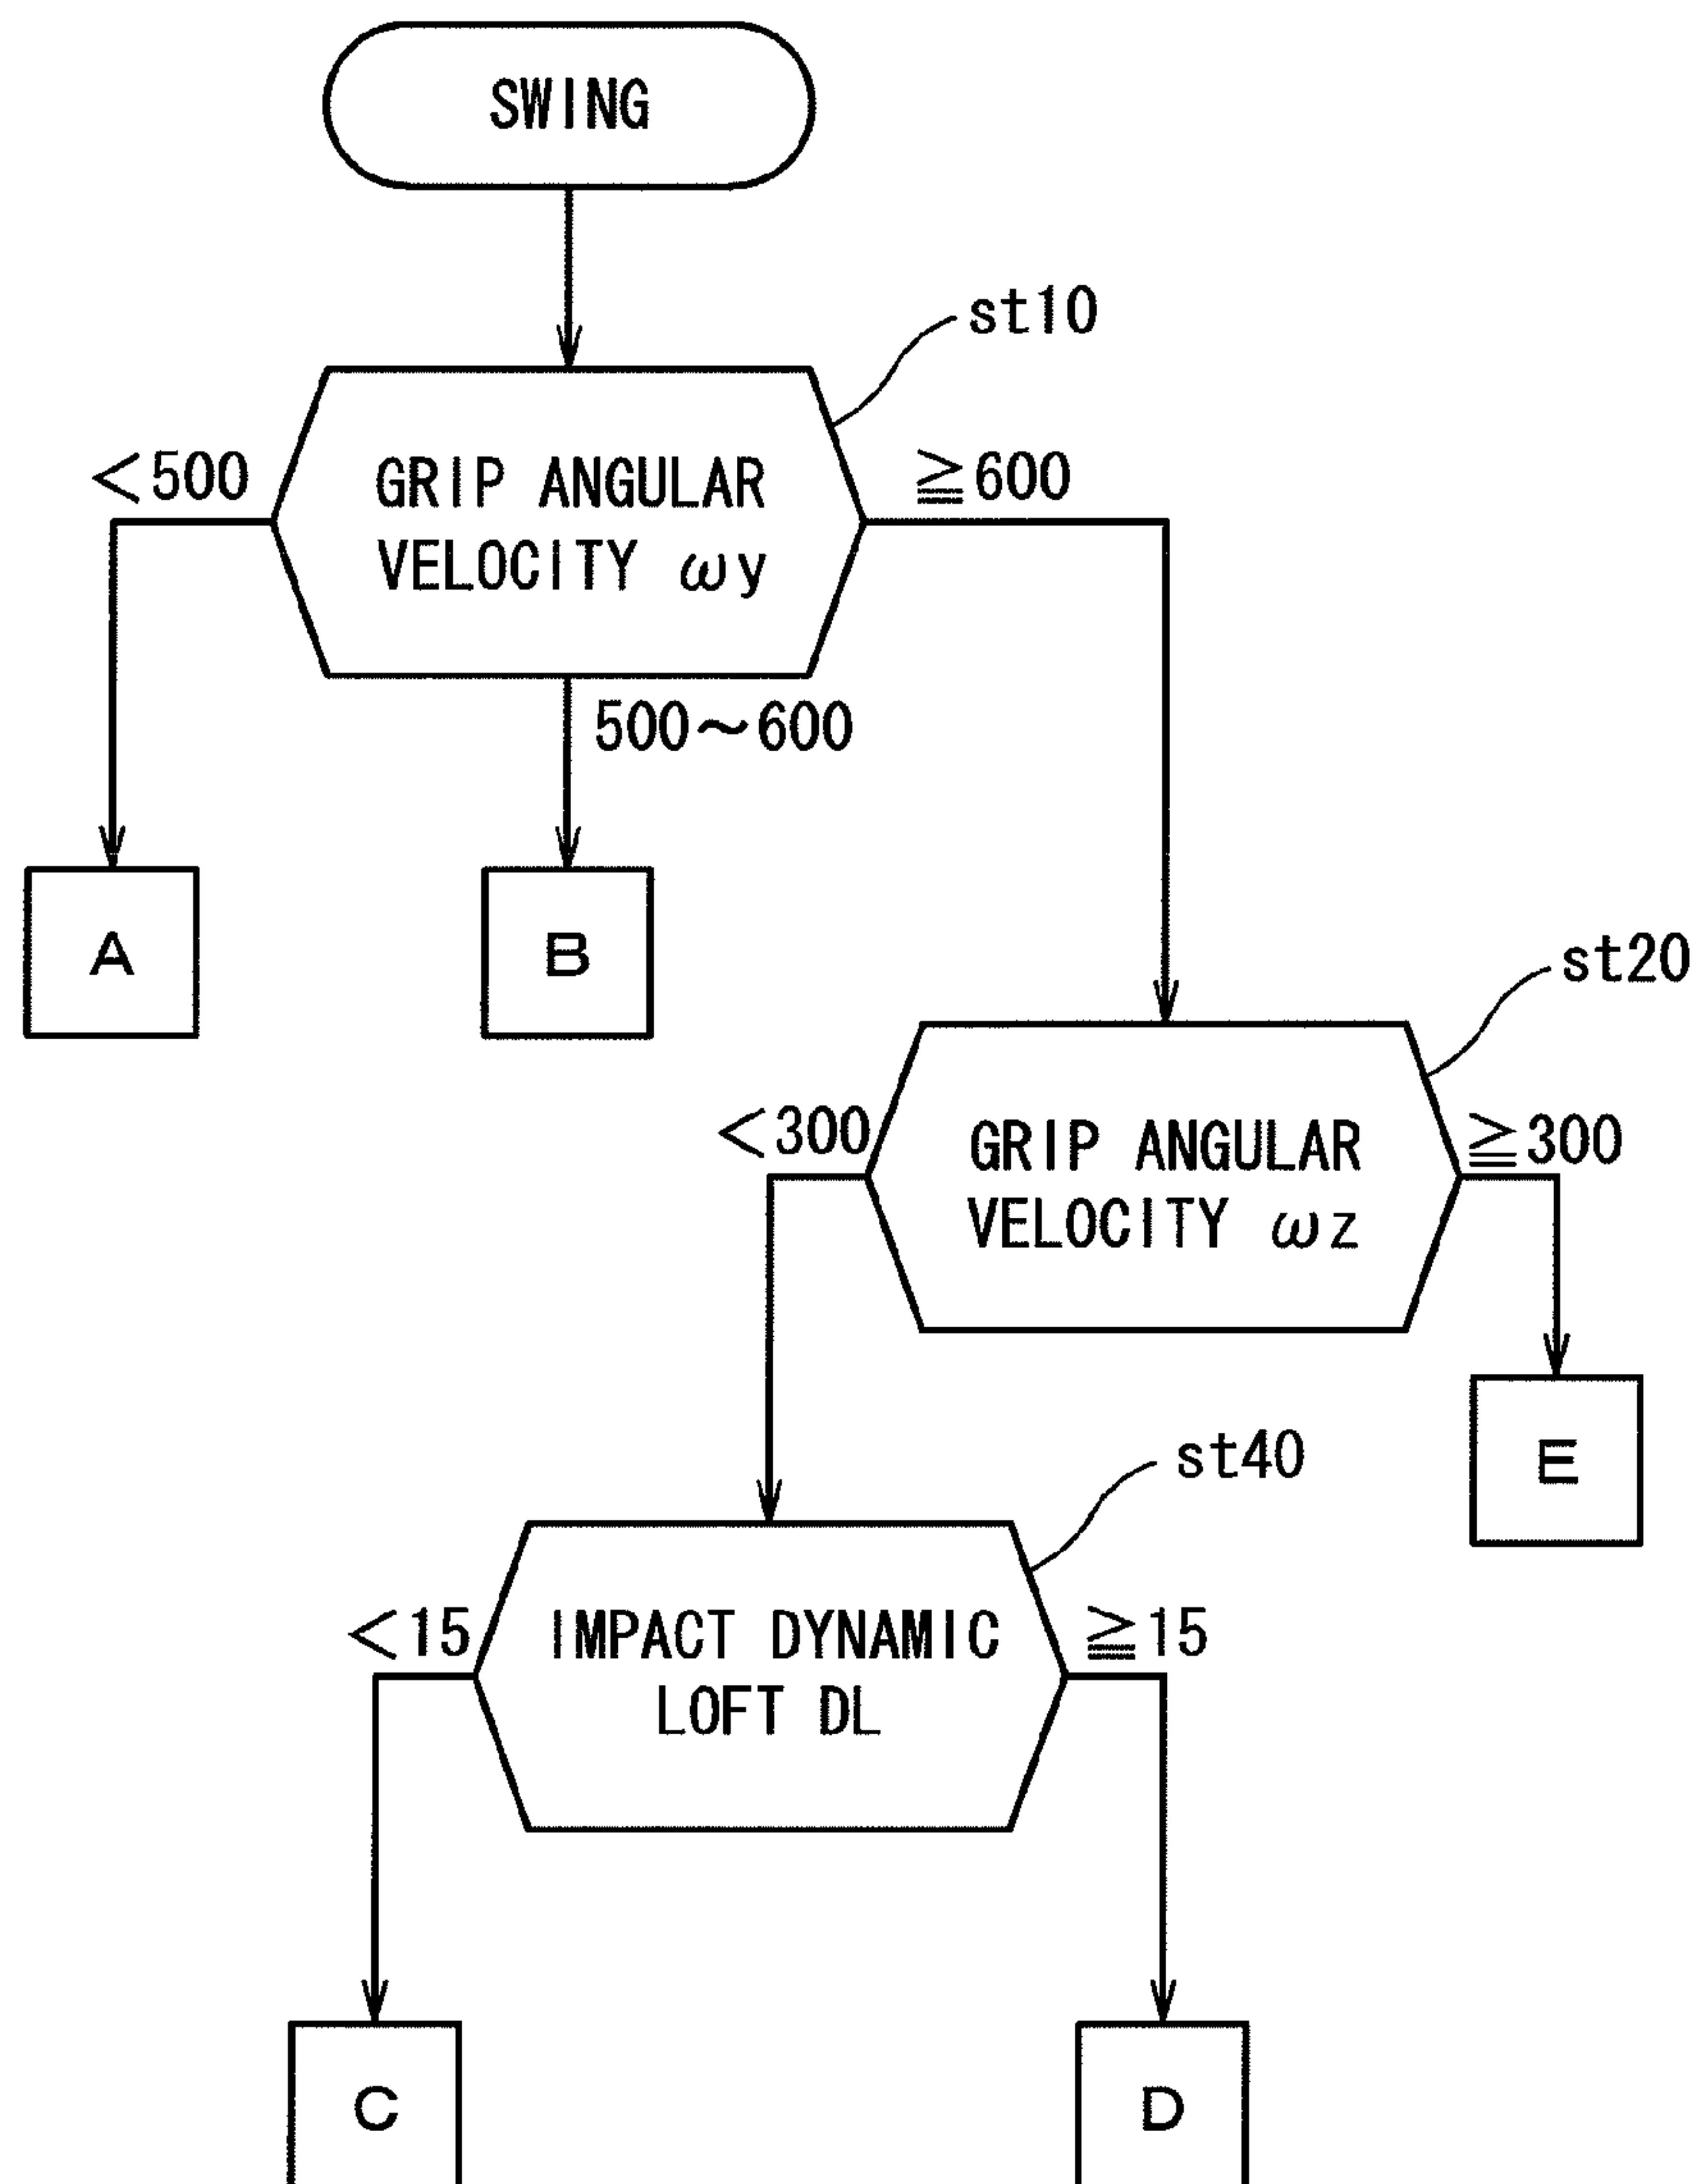 SWING
st10
<500
GRIP ANGULAR
VELOCITY ωy
≧600
500~600
A
B
st20
<300
GRIP ANGULAR
VELOCITY ωz
≧300
E
st40
<15
IMPACT DYNAMIC
LOFT DL
≧15
C
D